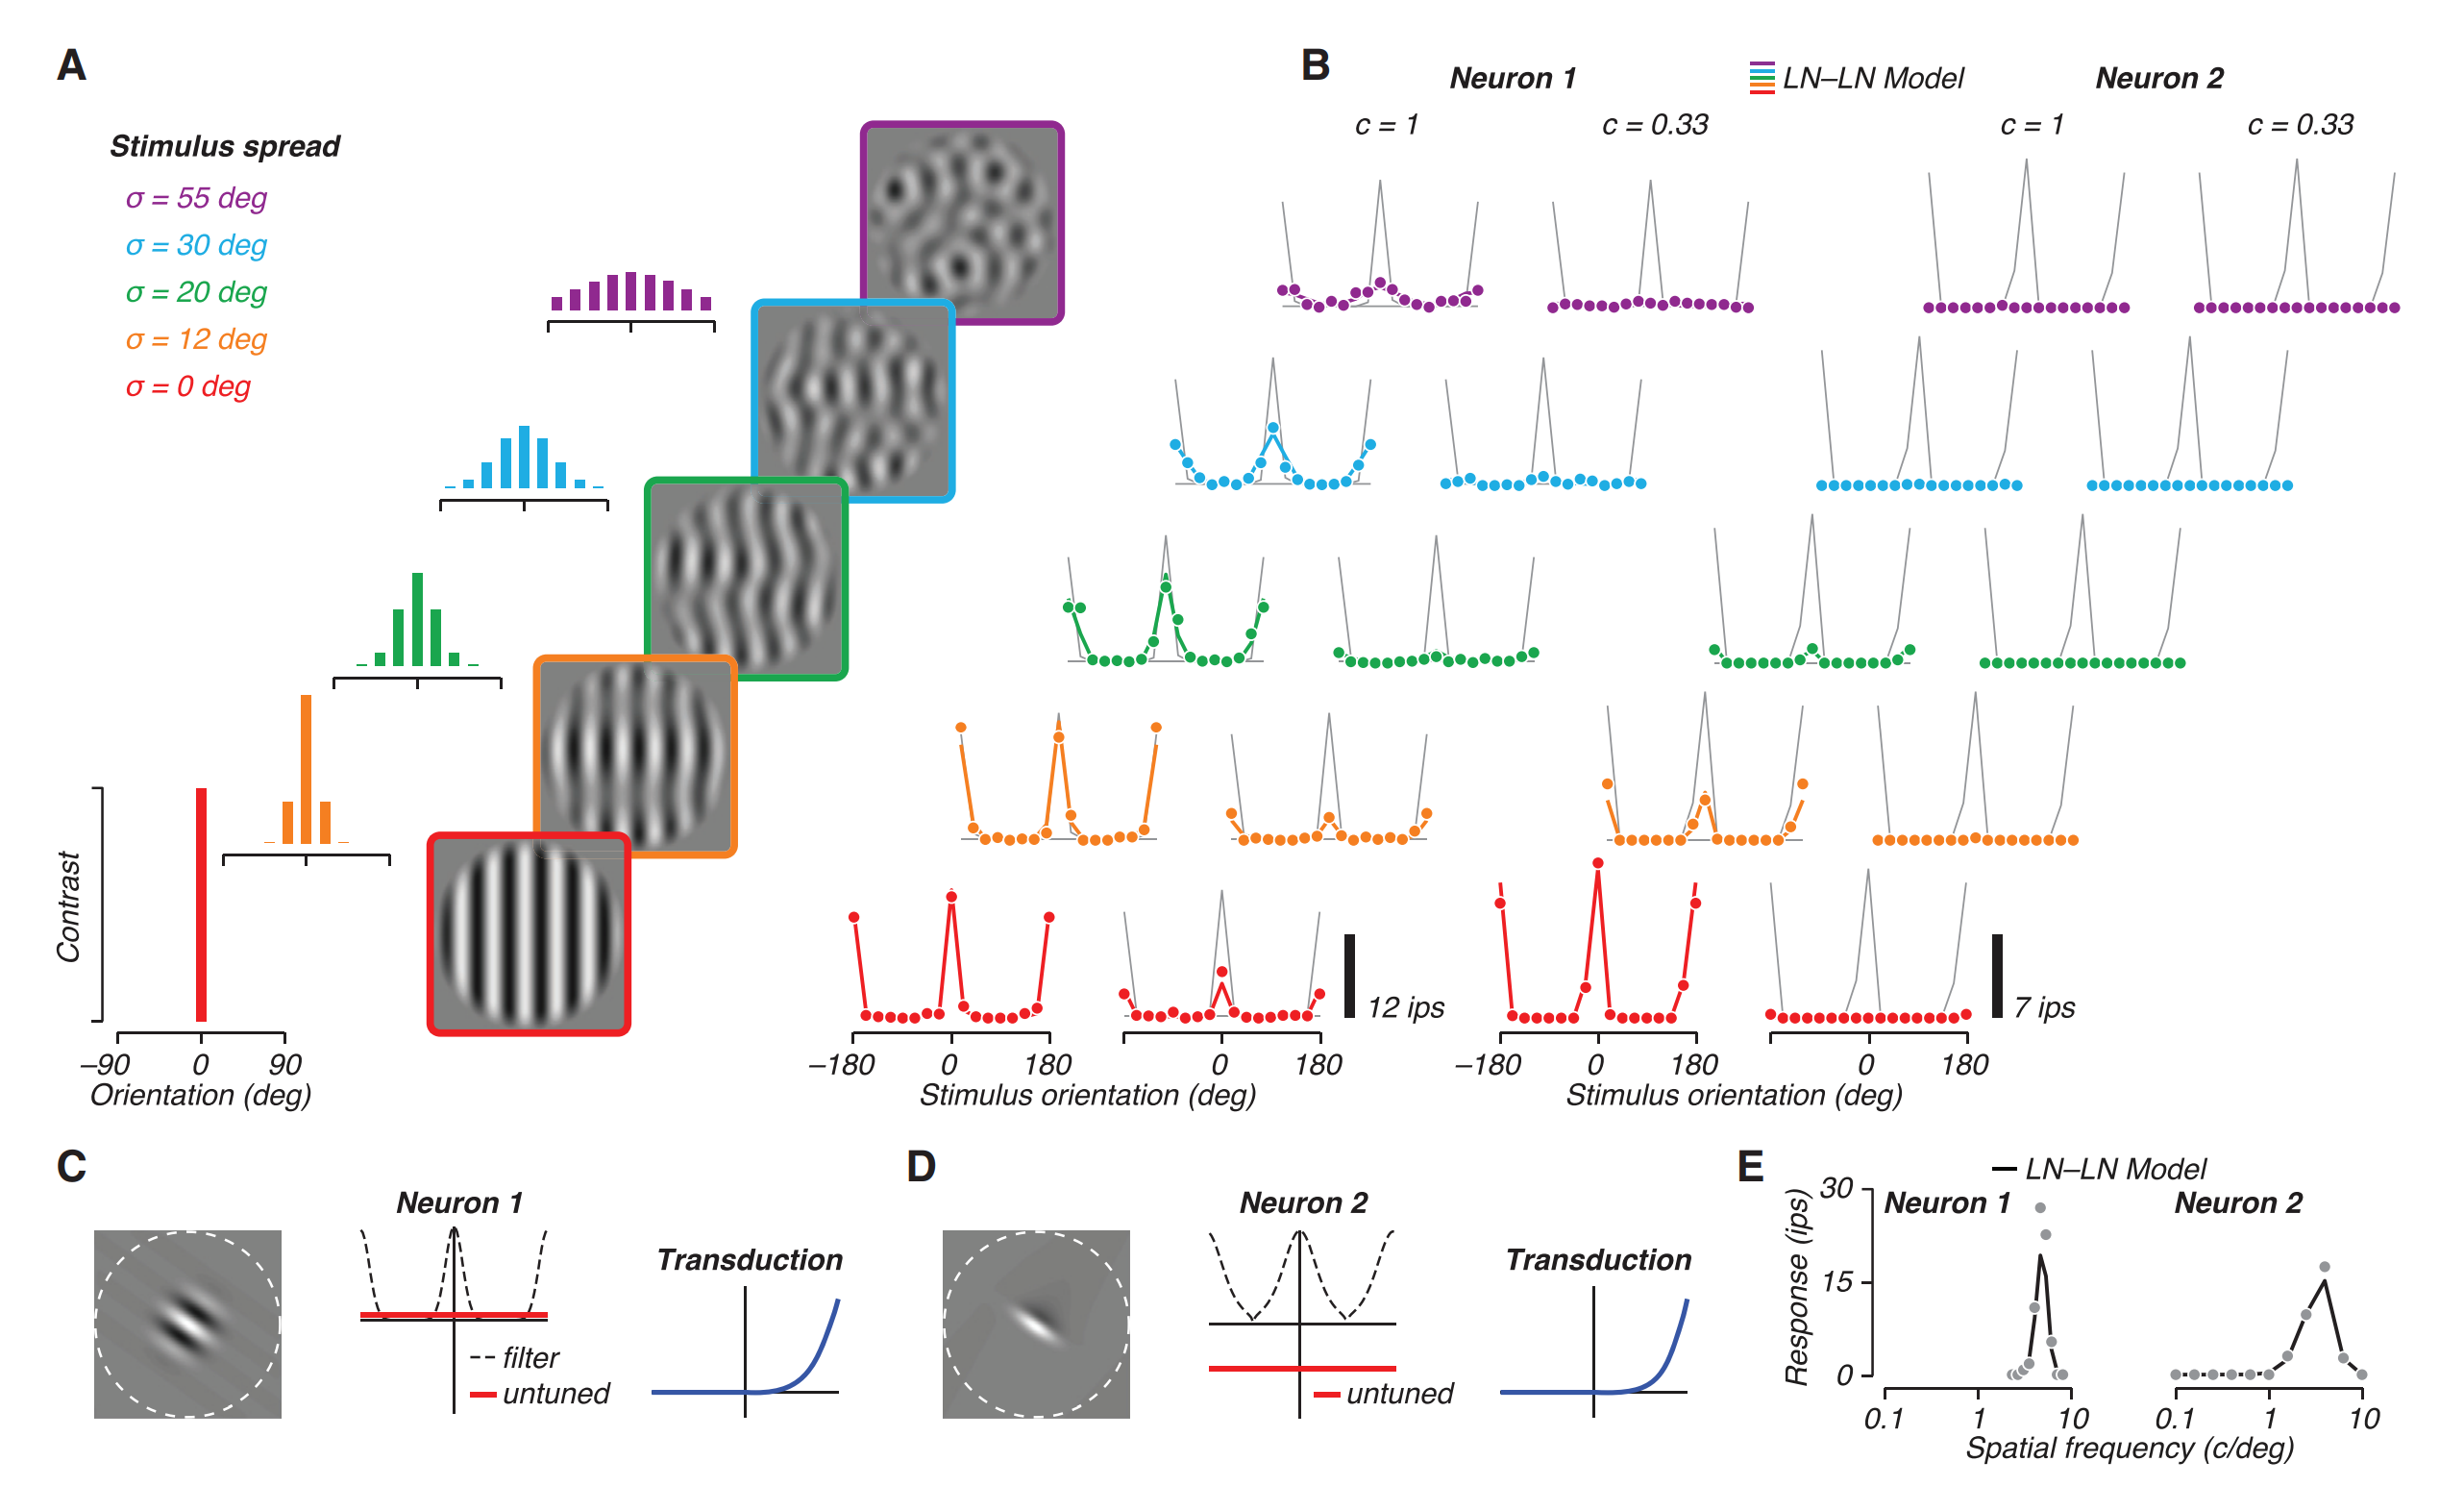 A
Stimulus spread
σ = 55 deg
σ = 30 deg
σ = 20 deg
σ = 12 deg
σ = 0 deg
Contrast
–90 0 90
Orientation (deg)
B
Neuron 1
LN–LN Model
Neuron 2
c = 1 c = 0.33 c = 1 c = 0.33
12 ips
7 ips
–180 0 180 0 180
Stimulus orientation (deg)
–180 0 180 0 180
Stimulus orientation (deg)
C
Neuron 1
filter
untuned
Transduction
D
Neuron 2
untuned
Transduction
E
LN–LN Model
Neuron 1
Neuron 2
Response (ips)
30
15
0
0.1 1 10 0.1 1 10
Spatial frequency (c/deg)